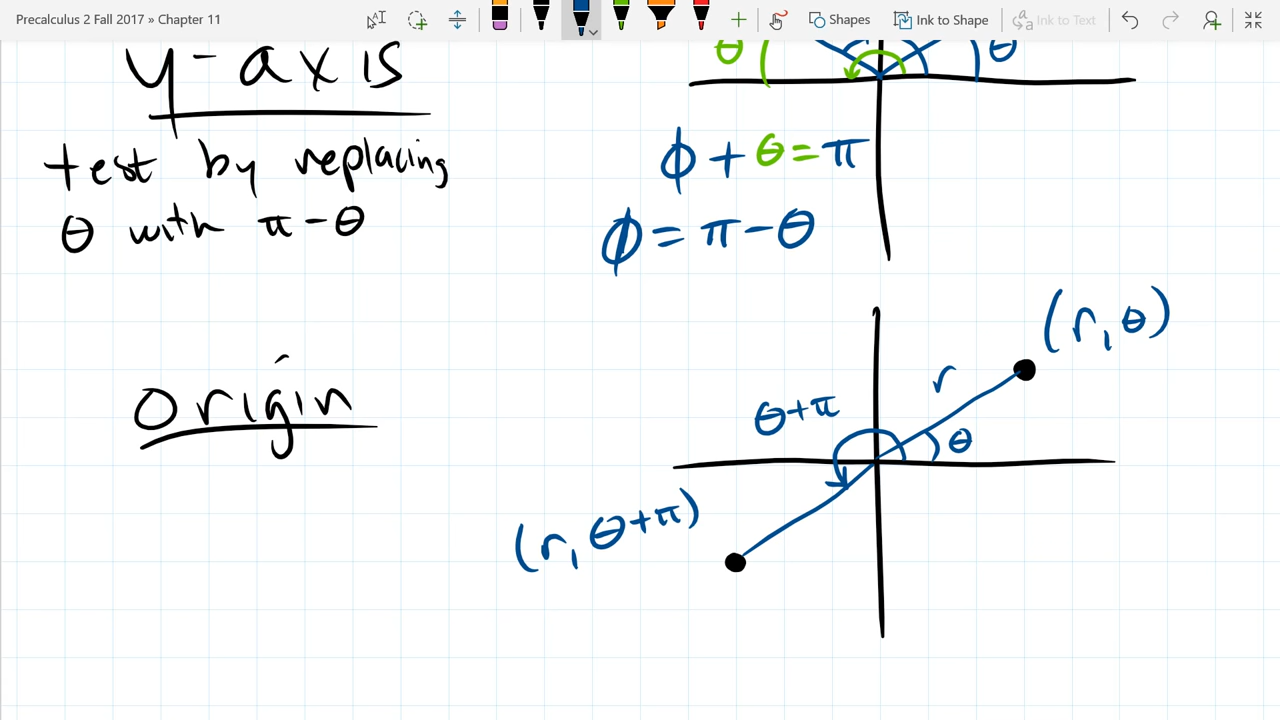 Precalculus 2 Fall 2017 » Chapter 11
Shapes
Ink to Shape
Ink to Text
y-axis
test by replacing
θ with π-θ
θ
θ
ϕ + θ = π
ϕ = π - θ
origin
(r, θ)
r
θ+π
θ
(r, θ+π)